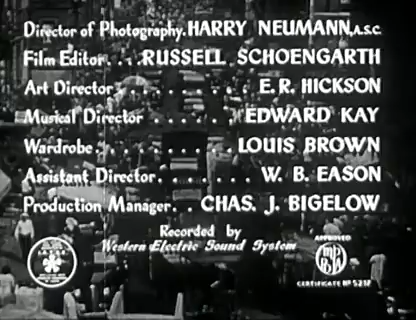 Director of Photography. HARRY NEUMANN, A.S.C.
Film Editor . . . RUSSELL SCHOENGARTH
Art Director . . . . . . . . E. R. HICKSON
Musical Director . . . . . . EDWARD KAY
Wardrobe. . . . . . . . LOUIS BROWN
Assistant Director . . . . . . . W. B. EASON
Production Manager . . CHAS. J. BIGELOW
Recorded by
Western Electric Sound System
APPROVED
CERTIFICATE Nº 5217